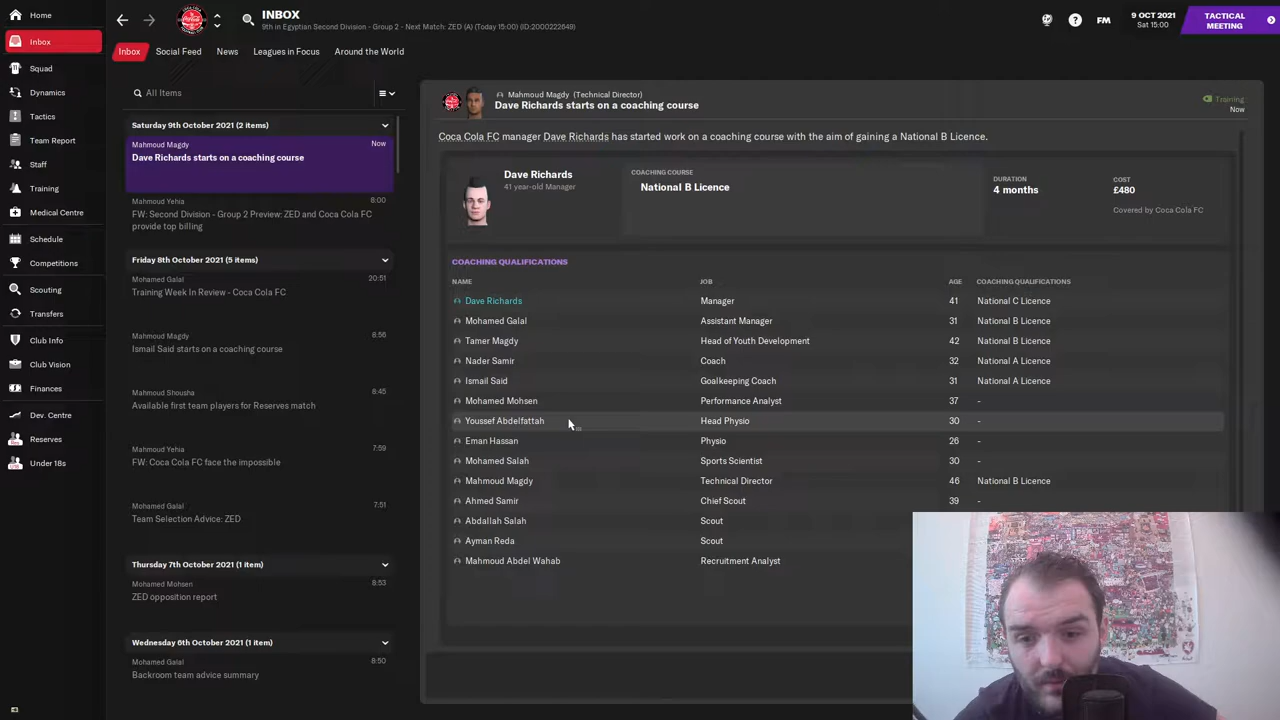 Home
Inbox
Squad
Dynamics
Tactics
Team Report
Staff
Training
Medical Centre
Schedule
Competitions
Scouting
Transfers
Club Info
Club Vision
Finances
Dev. Centre
Reserves
Under 18s
INBOX
9th in Egyptian Second Division - Group 2 - Next Match: ZED (A) (Today 15:00) (ID:2000222649)
FM
9 OCT 2021
Sat 15:00
TACTICAL
MEETING
Inbox
Social Feed
News
Leagues in Focus
Around the World
All Items
Saturday 9th October 2021 (2 items)
Mahmoud Magdy
Now
Dave Richards starts on a coaching course
Mahmoud Yehia
8:00
FW: Second Division - Group 2 Preview: ZED and Coca Cola FC
provide top billing
Friday 8th October 2021 (5 items)
Mohamed Galal
20:51
Training Week In Review - Coca Cola FC
Mahmoud Magdy
8:56
Ismail Said starts on a coaching course
Mahmoud Shousha
8:45
Available first team players for Reserves match
Mahmoud Yehia
7:59
FW: Coca Cola FC face the impossible
Mohamed Galal
7:51
Team Selection Advice: ZED
Thursday 7th October 2021 (1 item)
Mohamed Mohsen
8:53
ZED opposition report
Wednesday 6th October 2021 (1 item)
Mohamed Galal
8:50
Backroom team advice summary
Mahmoud Magdy (Technical Director)
Dave Richards starts on a coaching course
Training
Now
Coca Cola FC manager Dave Richards has started work on a coaching course with the aim of gaining a National B Licence.
Dave Richards
41 year-old Manager
COACHING COURSE
National B Licence
DURATION
4 months
COST
£480
Covered by Coca Cola FC
COACHING QUALIFICATIONS
NAME JOB AGE COACHING QUALIFICATIONS
Dave Richards Manager 41 National C Licence
Mohamed Galal Assistant Manager 31 National B Licence
Tamer Magdy Head of Youth Development 42 National B Licence
Nader Samir Coach 32 National A Licence
Ismail Said Goalkeeping Coach 31 National A Licence
Mohamed Mohsen Performance Analyst 37 -
Youssef Abdelfattah Head Physio 30 -
Eman Hassan Physio 26 -
Mohamed Salah Sports Scientist 30 -
Mahmoud Magdy Technical Director 46 National B Licence
Ahmed Samir Chief Scout 39 -
Abdallah Salah Scout
Ayman Reda Scout
Mahmoud Abdel Wahab Recruitment Analyst